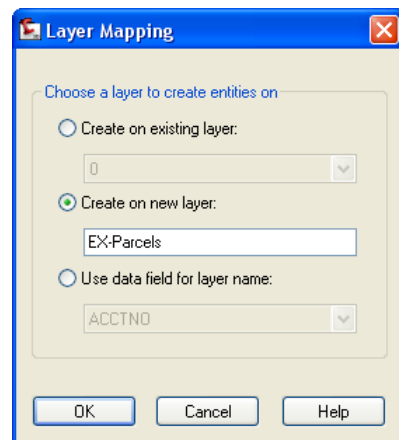 Layer Mapping
Choose a layer to create entities on
Create on existing layer:
0
Create on new layer:
EX-Parcels
Use data field for layer name:
ACCTNO
OK
Cancel
Help